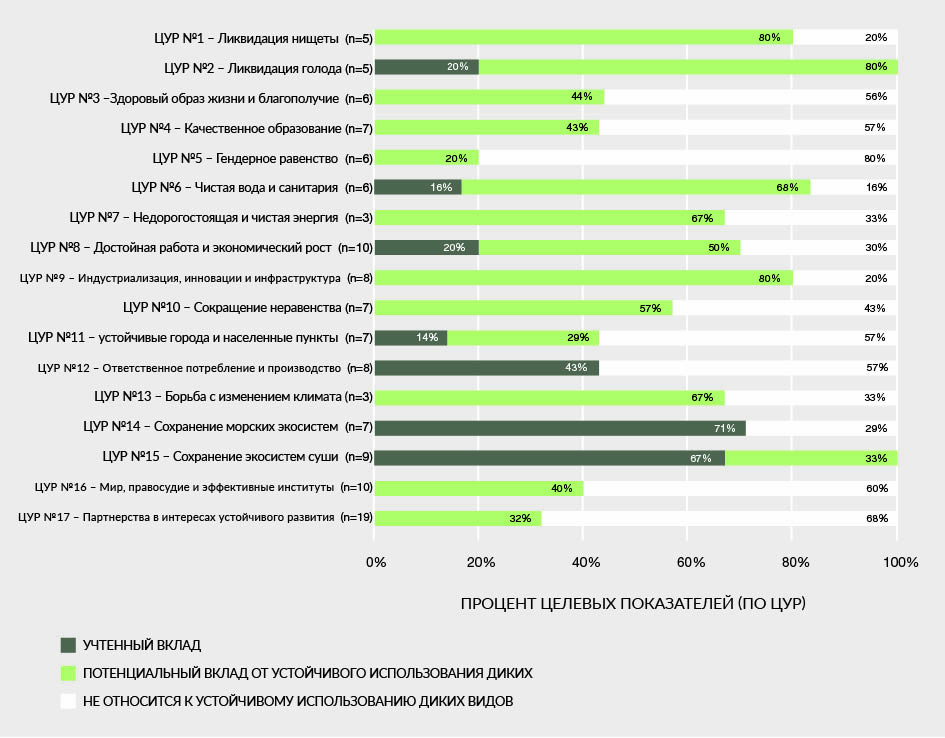 ЦУР №1 – Ликвидация нищеты (n=5) 80% 20%
ЦУР №2 – Ликвидация голода (n=5) 20% 80%
ЦУР №3 –Здоровый образ жизни и благополучие (n=6) 44% 56%
ЦУР №4 – Качественное образование (n=7) 43% 57%
ЦУР №5 – Гендерное равенство (n=6) 20% 80%
ЦУР №6 – Чистая вода и санитария (n=6) 16% 68% 16%
ЦУР №7 – Недорогостоящая и чистая энергия (n=3) 67% 33%
ЦУР №8 – Достойная работа и экономический рост (n=10) 20% 50% 30%
ЦУР №9 – Индустриализация, инновации и инфраструктура (n=8) 80% 20%
ЦУР №10 – Сокращение неравенства (n=7) 57% 43%
ЦУР №11 – устойчивые города и населенные пункты (n=7) 14% 29% 57%
ЦУР №12 – Ответственное потребление и производство (n=8) 43% 57%
ЦУР №13 – Борьба с изменением климата (n=3) 67% 33%
ЦУР №14 – Сохранение морских экосистем (n=7) 71% 29%
ЦУР №15 – Сохранение экосистем суши (n=9) 67% 33%
ЦУР №16 – Мир, правосудие и эффективные институты (n=10) 40% 60%
ЦУР №17 – Партнерства в интересах устойчивого развития (n=19) 32% 68%
0% 20% 40% 60% 80% 100%
ПРОЦЕНТ ЦЕЛЕВЫХ ПОКАЗАТЕЛЕЙ (ПО ЦУР)
УЧТЕННЫЙ ВКЛАД
ПОТЕНЦИАЛЬНЫЙ ВКЛАД ОТ УСТОЙЧИВОГО ИСПОЛЬЗОВАНИЯ ДИКИХ
НЕ ОТНОСИТСЯ К УСТОЙЧИВОМУ ИСПОЛЬЗОВАНИЮ ДИКИХ ВИДОВ